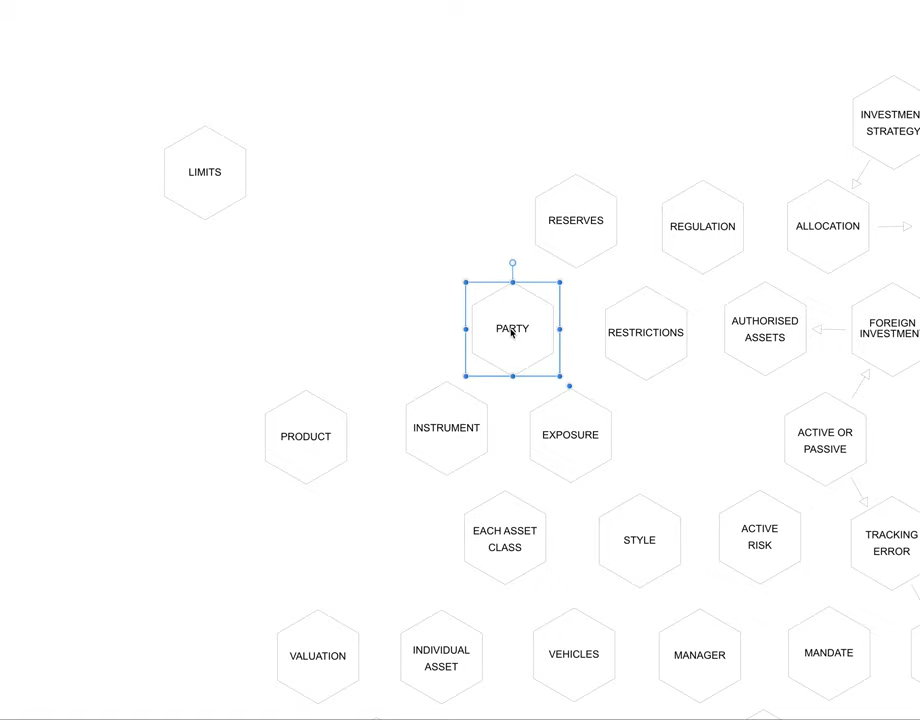 INVESTMEN
STRATEGY
LIMITS
RESERVES
REGULATION
ALLOCATION
PARTY
RESTRICTIONS
AUTHORISED
ASSETS
FOREIGN
INVESTMEN
PRODUCT
INSTRUMENT
EXPOSURE
ACTIVE OR
PASSIVE
EACH ASSET
CLASS
STYLE
ACTIVE
RISK
TRACKING
ERROR
VALUATION
INDIVIDUAL
ASSET
VEHICLES
MANAGER
MANDATE